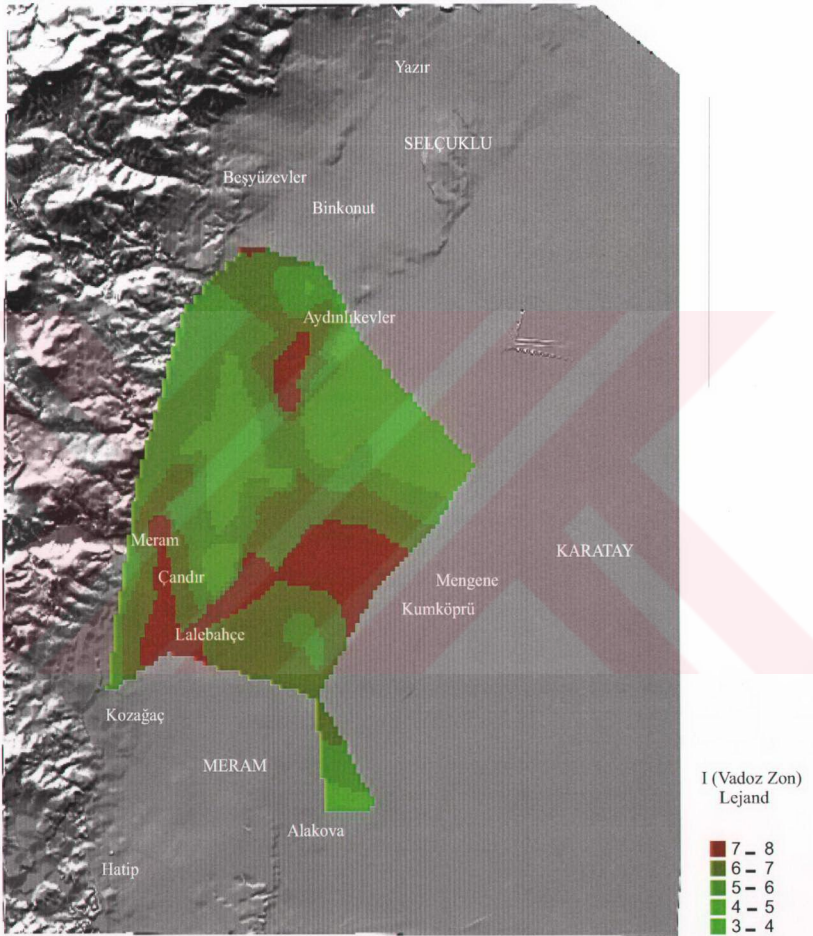 Yazır
SELÇUKLU
Beşyüzevler
Binkonut
Aydınlıkevler
Meram
KARATAY
Çandır
Mengene
Kumköprü
Lalebahçe
Kozağaç
MERAM
Alakova
Hatip
I (Vadoz Zon)
Lejand
7 – 8
6 – 7
5 – 6
4 – 5
3 – 4